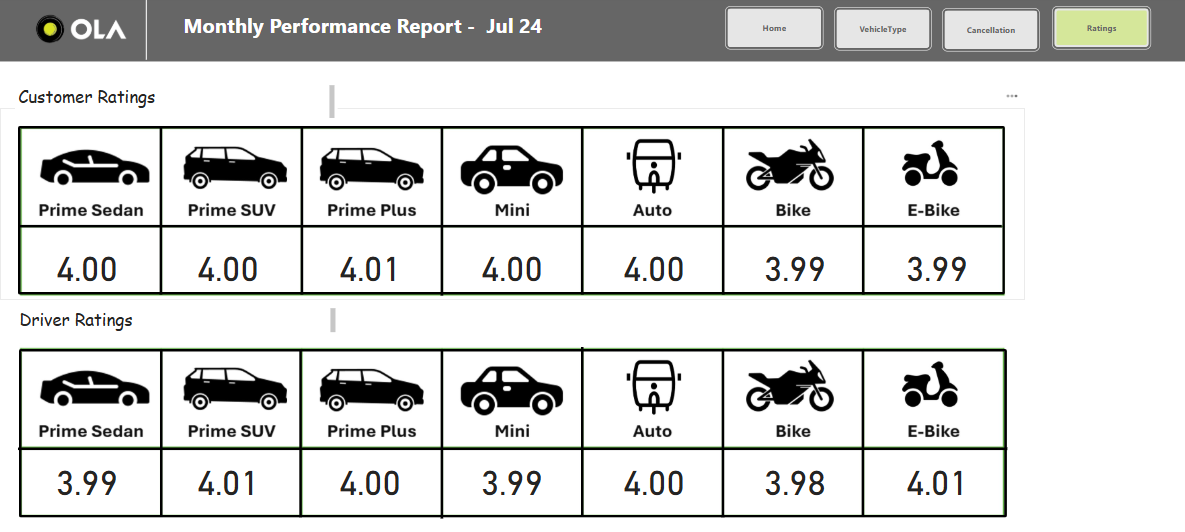 OLA
Monthly Performance Report - Jul 24
Home
VehicleType
Cancellation
Ratings
Customer Ratings
Prime Sedan Prime SUV Prime Plus Mini Auto Bike E-Bike
4.00 4.00 4.01 4.00 4.00 3.99 3.99
Driver Ratings
Prime Sedan Prime SUV Prime Plus Mini Auto Bike E-Bike
3.99 4.01 4.00 3.99 4.00 3.98 4.01